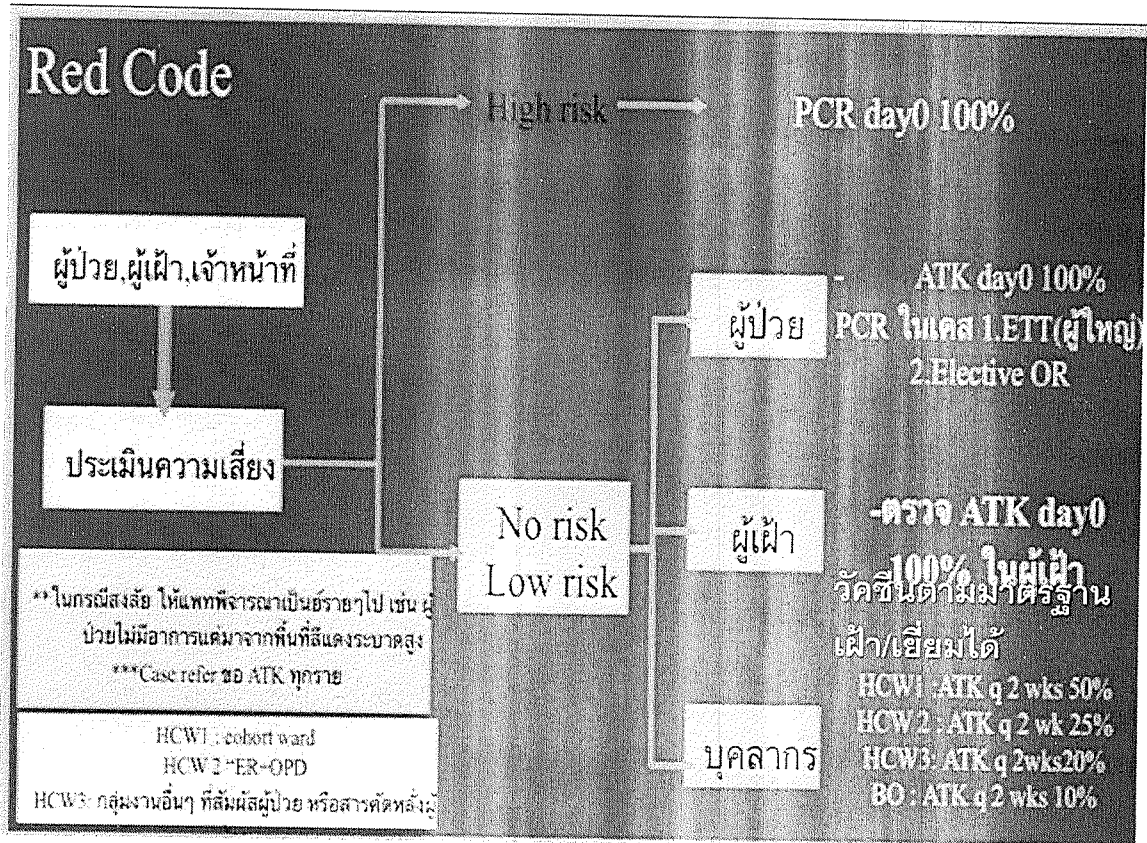 Red Code
High risk
PCR day0 100%
ผู้ป่วย,ผู้เฝ้า,เจ้าหน้าที่
ประเมินความเสี่ยง
No risk
Low risk
ผู้ป่วย
- ATK day0 100%
PCR ในเคส 1.ETT(ผู้ใหญ่)
2.Elective OR
ผู้เฝ้า
-ตรวจ ATK day0
100% ในผู้เฝ้า
วัคซีนตามมาตรฐาน
เฝ้า/เยี่ยมได้
บุคลากร
HCW1 :ATK q 2 wks 50%
HCW 2 : ATK q 2 wk 25%
HCW3: ATK q 2wks20%
BO : ATK q 2 wks 10%
**ในกรณีสงสัย ให้แพทพิจารณาเป็นย์รายๆไป เช่น ผู้
ป่วยไม่มีอาการแต่มาจากพื้นที่สีแดงระบาดสูง
***Case refer ขอ ATK ทุกราย
HCW1 : cohort ward
HCW 2 :ER-OPD
HCW3: กลุ่มงานอื่นๆ ที่สัมผัสผู้ป่วย หรือสารคัดหลั่งผู้